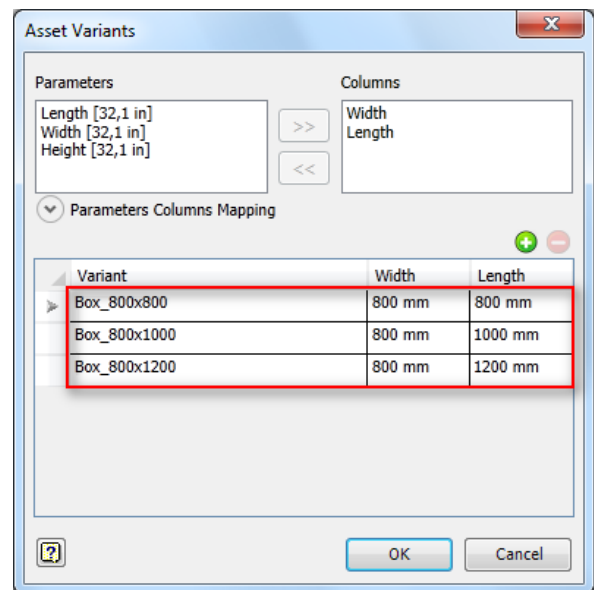 Asset Variants
Parameters
Columns
Length [32,1 in]
Width [32,1 in]
Height [32,1 in]
>>
<<
Width
Length
Parameters Columns Mapping
Variant Width Length
Box_800x800 800 mm 800 mm
Box_800x1000 800 mm 1000 mm
Box_800x1200 800 mm 1200 mm
OK
Cancel